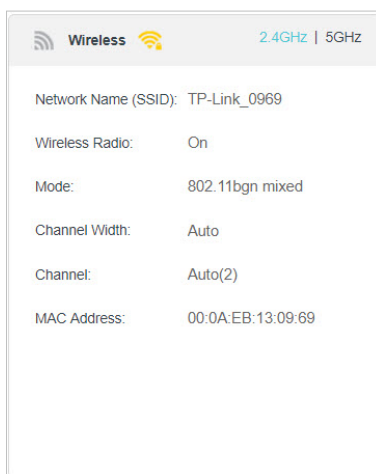 Wireless 2.4GHz | 5GHz
Network Name (SSID): TP-Link_0969
Wireless Radio: On
Mode: 802.11bgn mixed
Channel Width: Auto
Channel: Auto(2)
MAC Address: 00:0A:EB:13:09:69